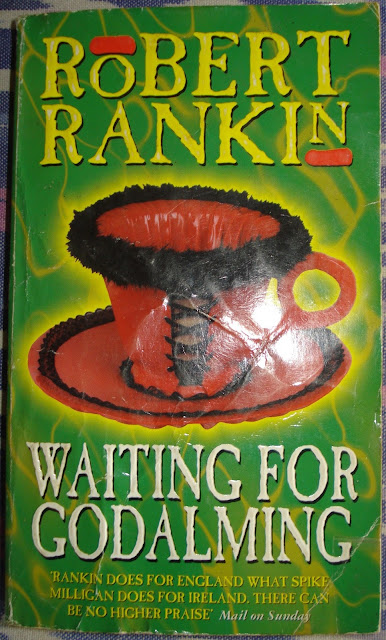 ROBERT
RANKIN
WAITING FOR
GODALMING
'RANKIN DOES FOR ENGLAND WHAT SPIKE
MILLIGAN DOES FOR IRELAND. THERE CAN
BE NO HIGHER PRAISE' Mail on Sunday